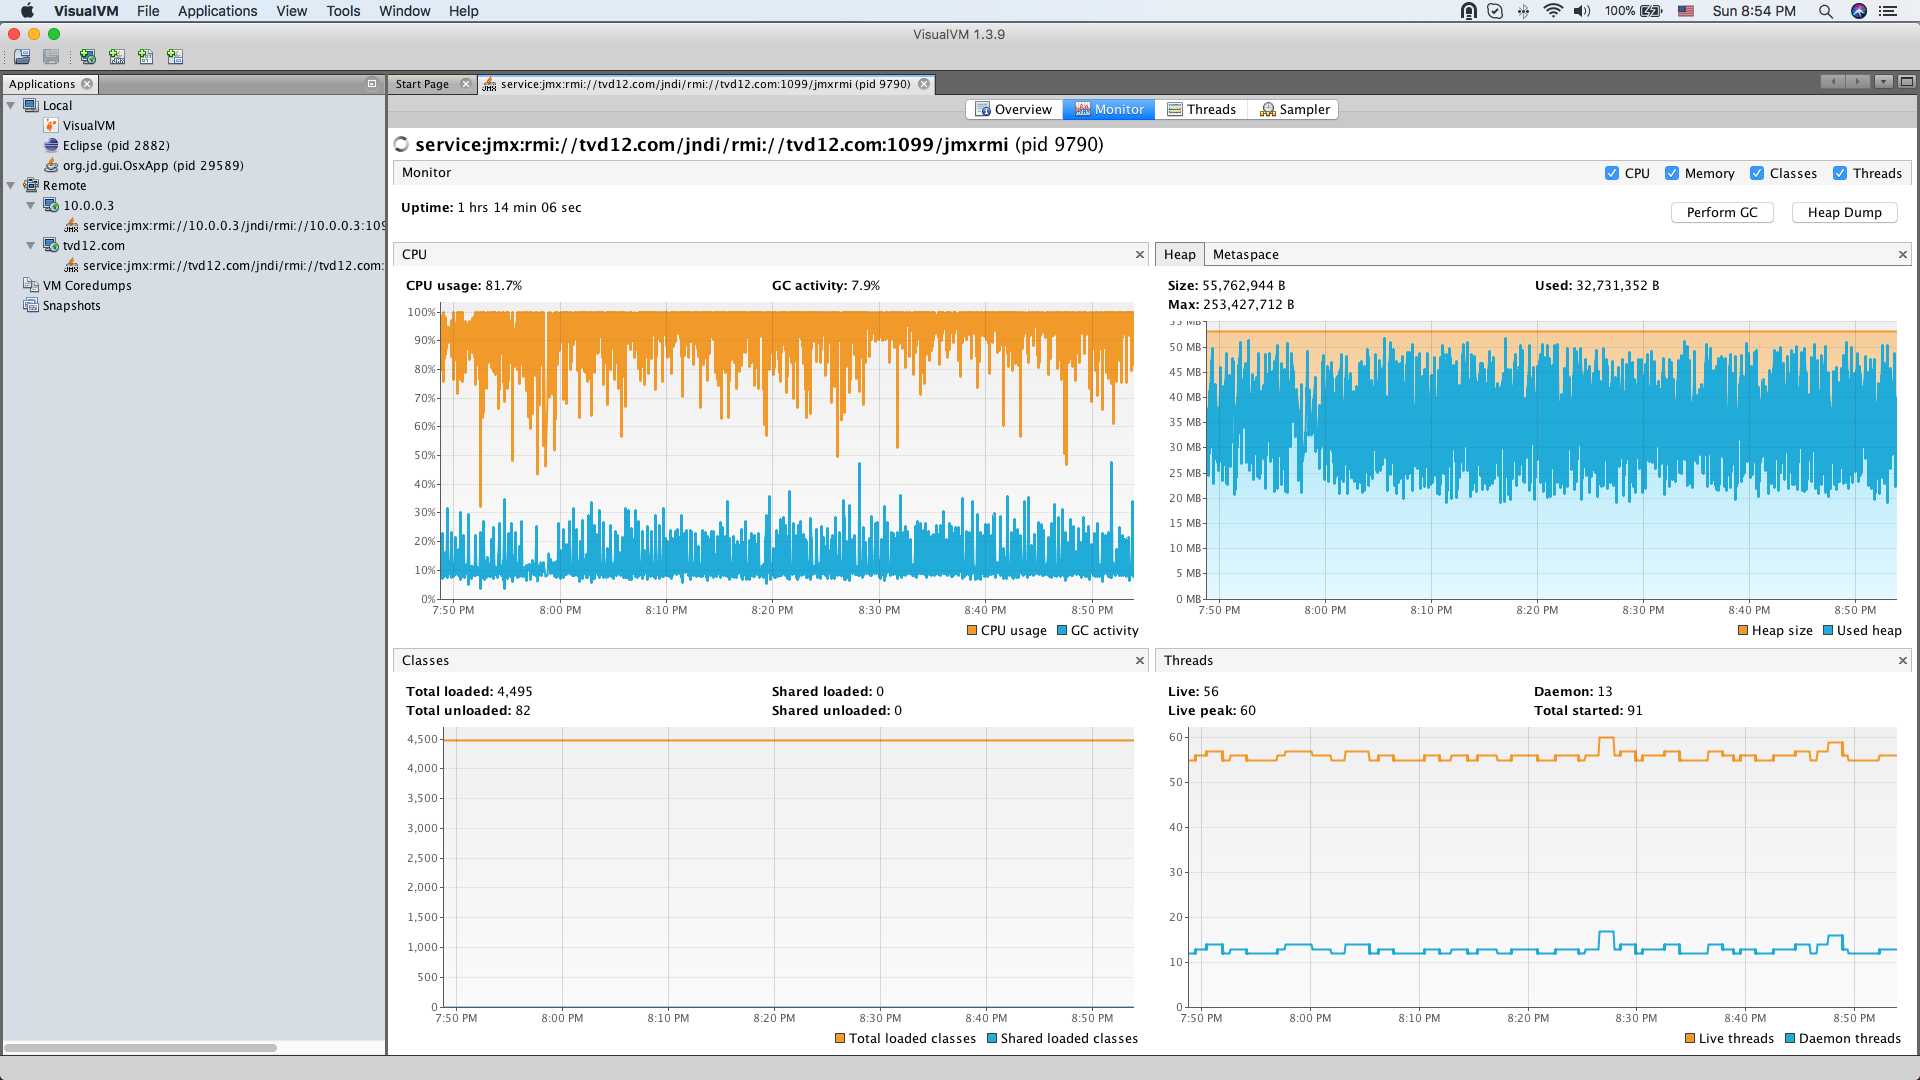 VisualVM File Applications View Tools Window Help 100% Sun 8:54 PM
VisualVM 1.3.9
Applications
Local
VisualVM
Eclipse (pid 2882)
org.jd.gui.OsxApp (pid 29589)
Remote
10.0.0.3
service:jmx:rmi://10.0.0.3/jndi/rmi://10.0.0.3:109
tvd12.com
service:jmx:rmi://tvd12.com/jndi/rmi://tvd12.com:
VM Coredumps
Snapshots
Start Page service:jmx:rmi://tvd12.com/jndi/rmi://tvd12.com:1099/jmxrmi (pid 9790)
Overview Monitor Threads Sampler
service:jmx:rmi://tvd12.com/jndi/rmi://tvd12.com:1099/jmxrmi (pid 9790)
Monitor CPU Memory Classes Threads
Uptime: 1 hrs 14 min 06 sec
Perform GC Heap Dump
CPU
CPU usage: 81.7% GC activity: 7.9%
100%
90%
80%
70%
60%
50%
40%
30%
20%
10%
0%
7:50 PM 8:00 PM 8:10 PM 8:20 PM 8:30 PM 8:40 PM 8:50 PM
CPU usage GC activity
Heap Metaspace
Size: 55,762,944 B Used: 32,731,352 B
Max: 253,427,712 B
55 MB
50 MB
45 MB
40 MB
35 MB
30 MB
25 MB
20 MB
15 MB
10 MB
5 MB
0 MB
7:50 PM 8:00 PM 8:10 PM 8:20 PM 8:30 PM 8:40 PM 8:50 PM
Heap size Used heap
Classes
Total loaded: 4,495 Shared loaded: 0
Total unloaded: 82 Shared unloaded: 0
4,500
4,000
3,500
3,000
2,500
2,000
1,500
1,000
500
0
7:50 PM 8:00 PM 8:10 PM 8:20 PM 8:30 PM 8:40 PM 8:50 PM
Total loaded classes Shared loaded classes
Threads
Live: 56 Daemon: 13
Live peak: 60 Total started: 91
60
50
40
30
20
10
0
7:50 PM 8:00 PM 8:10 PM 8:20 PM 8:30 PM 8:40 PM 8:50 PM
Live threads Daemon threads